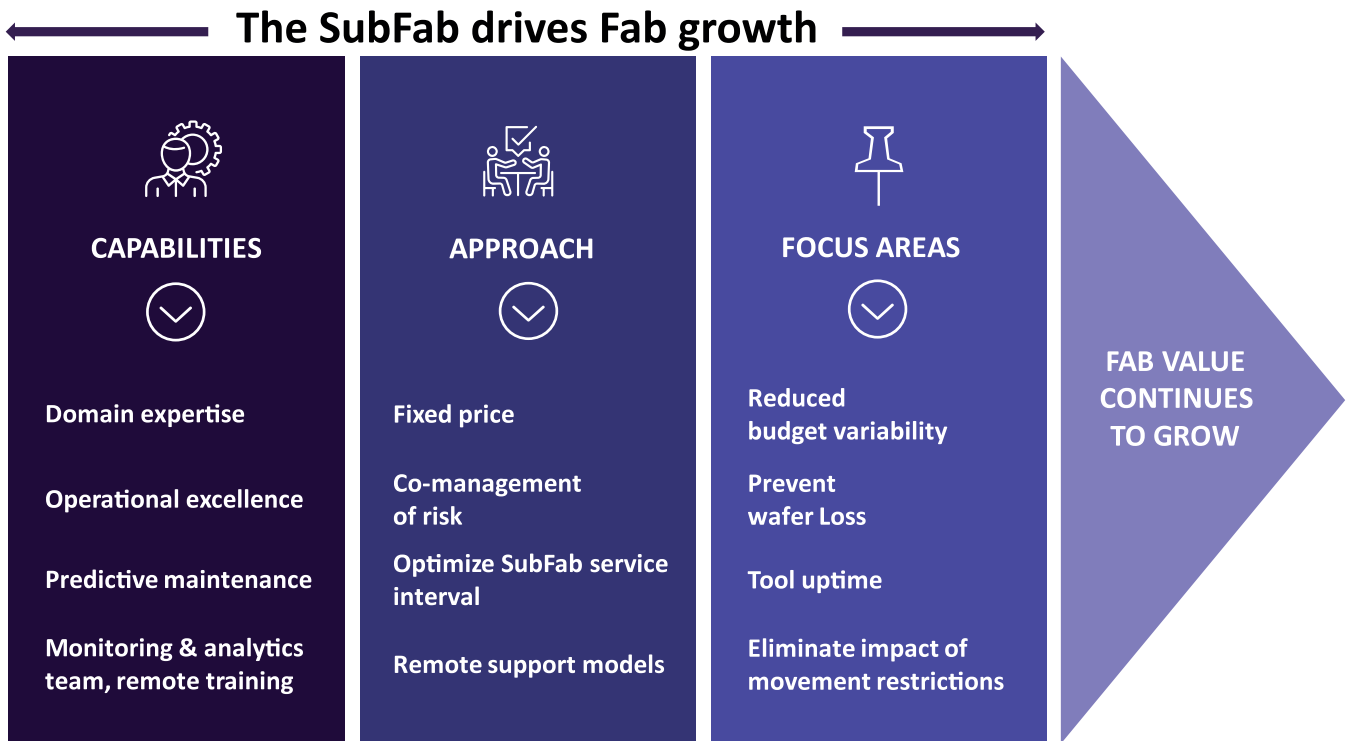 The SubFab drives Fab growth
CAPABILITIES
Domain expertise
Operational excellence
Predictive maintenance
Monitoring & analytics
team, remote training
APPROACH
Fixed price
Co-management
of risk
Optimize SubFab service
interval
Remote support models
FOCUS AREAS
Reduced
budget variability
Prevent
wafer Loss
Tool uptime
Eliminate impact of
movement restrictions
FAB VALUE
CONTINUES
TO GROW